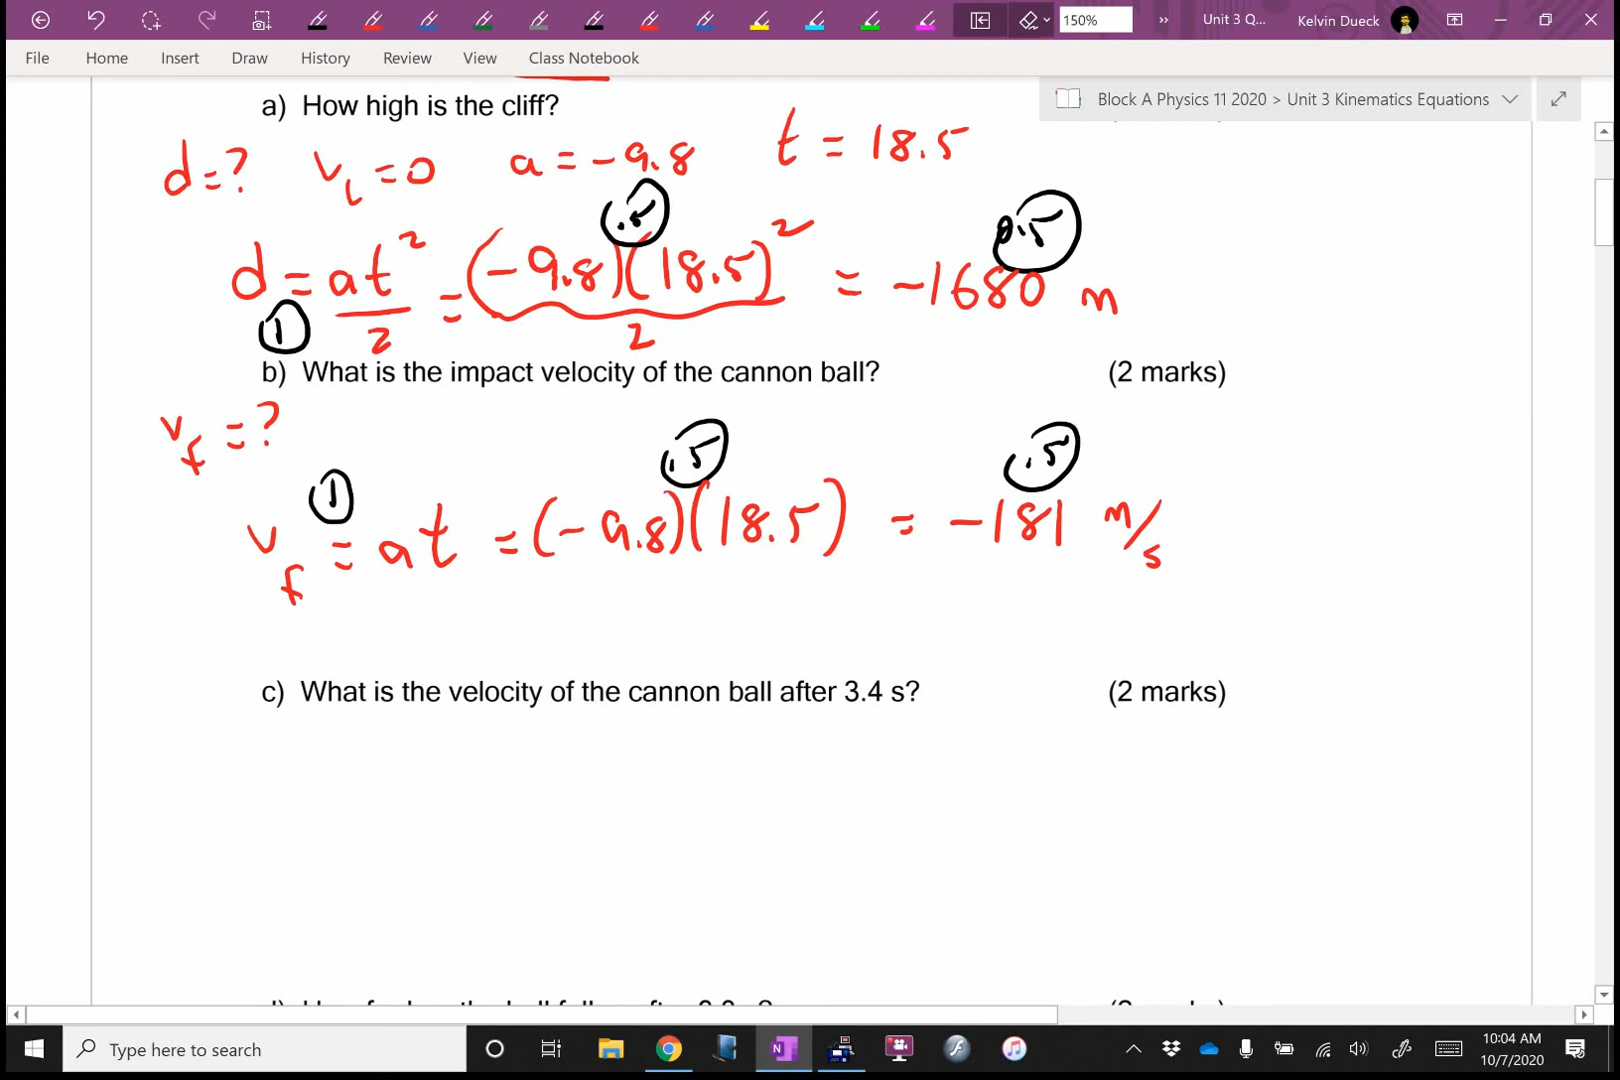 150%
Unit 3 Q...
Kelvin Dueck
File Home Insert Draw History Review View Class Notebook
Block A Physics 11 2020 > Unit 3 Kinematics Equations
a) How high is the cliff?
d=? vi=0 a=-9.8 t=18.5
.5 0.5
d=at²/2=(-9.8)(18.5)²/2=-1680 m
1
b) What is the impact velocity of the cannon ball? (2 marks)
vf=?
1 .5 .5
vf=at=(-9.8)(18.5)=-181 m/s
c) What is the velocity of the cannon ball after 3.4 s? (2 marks)
Type here to search
10:04 AM
10/7/2020